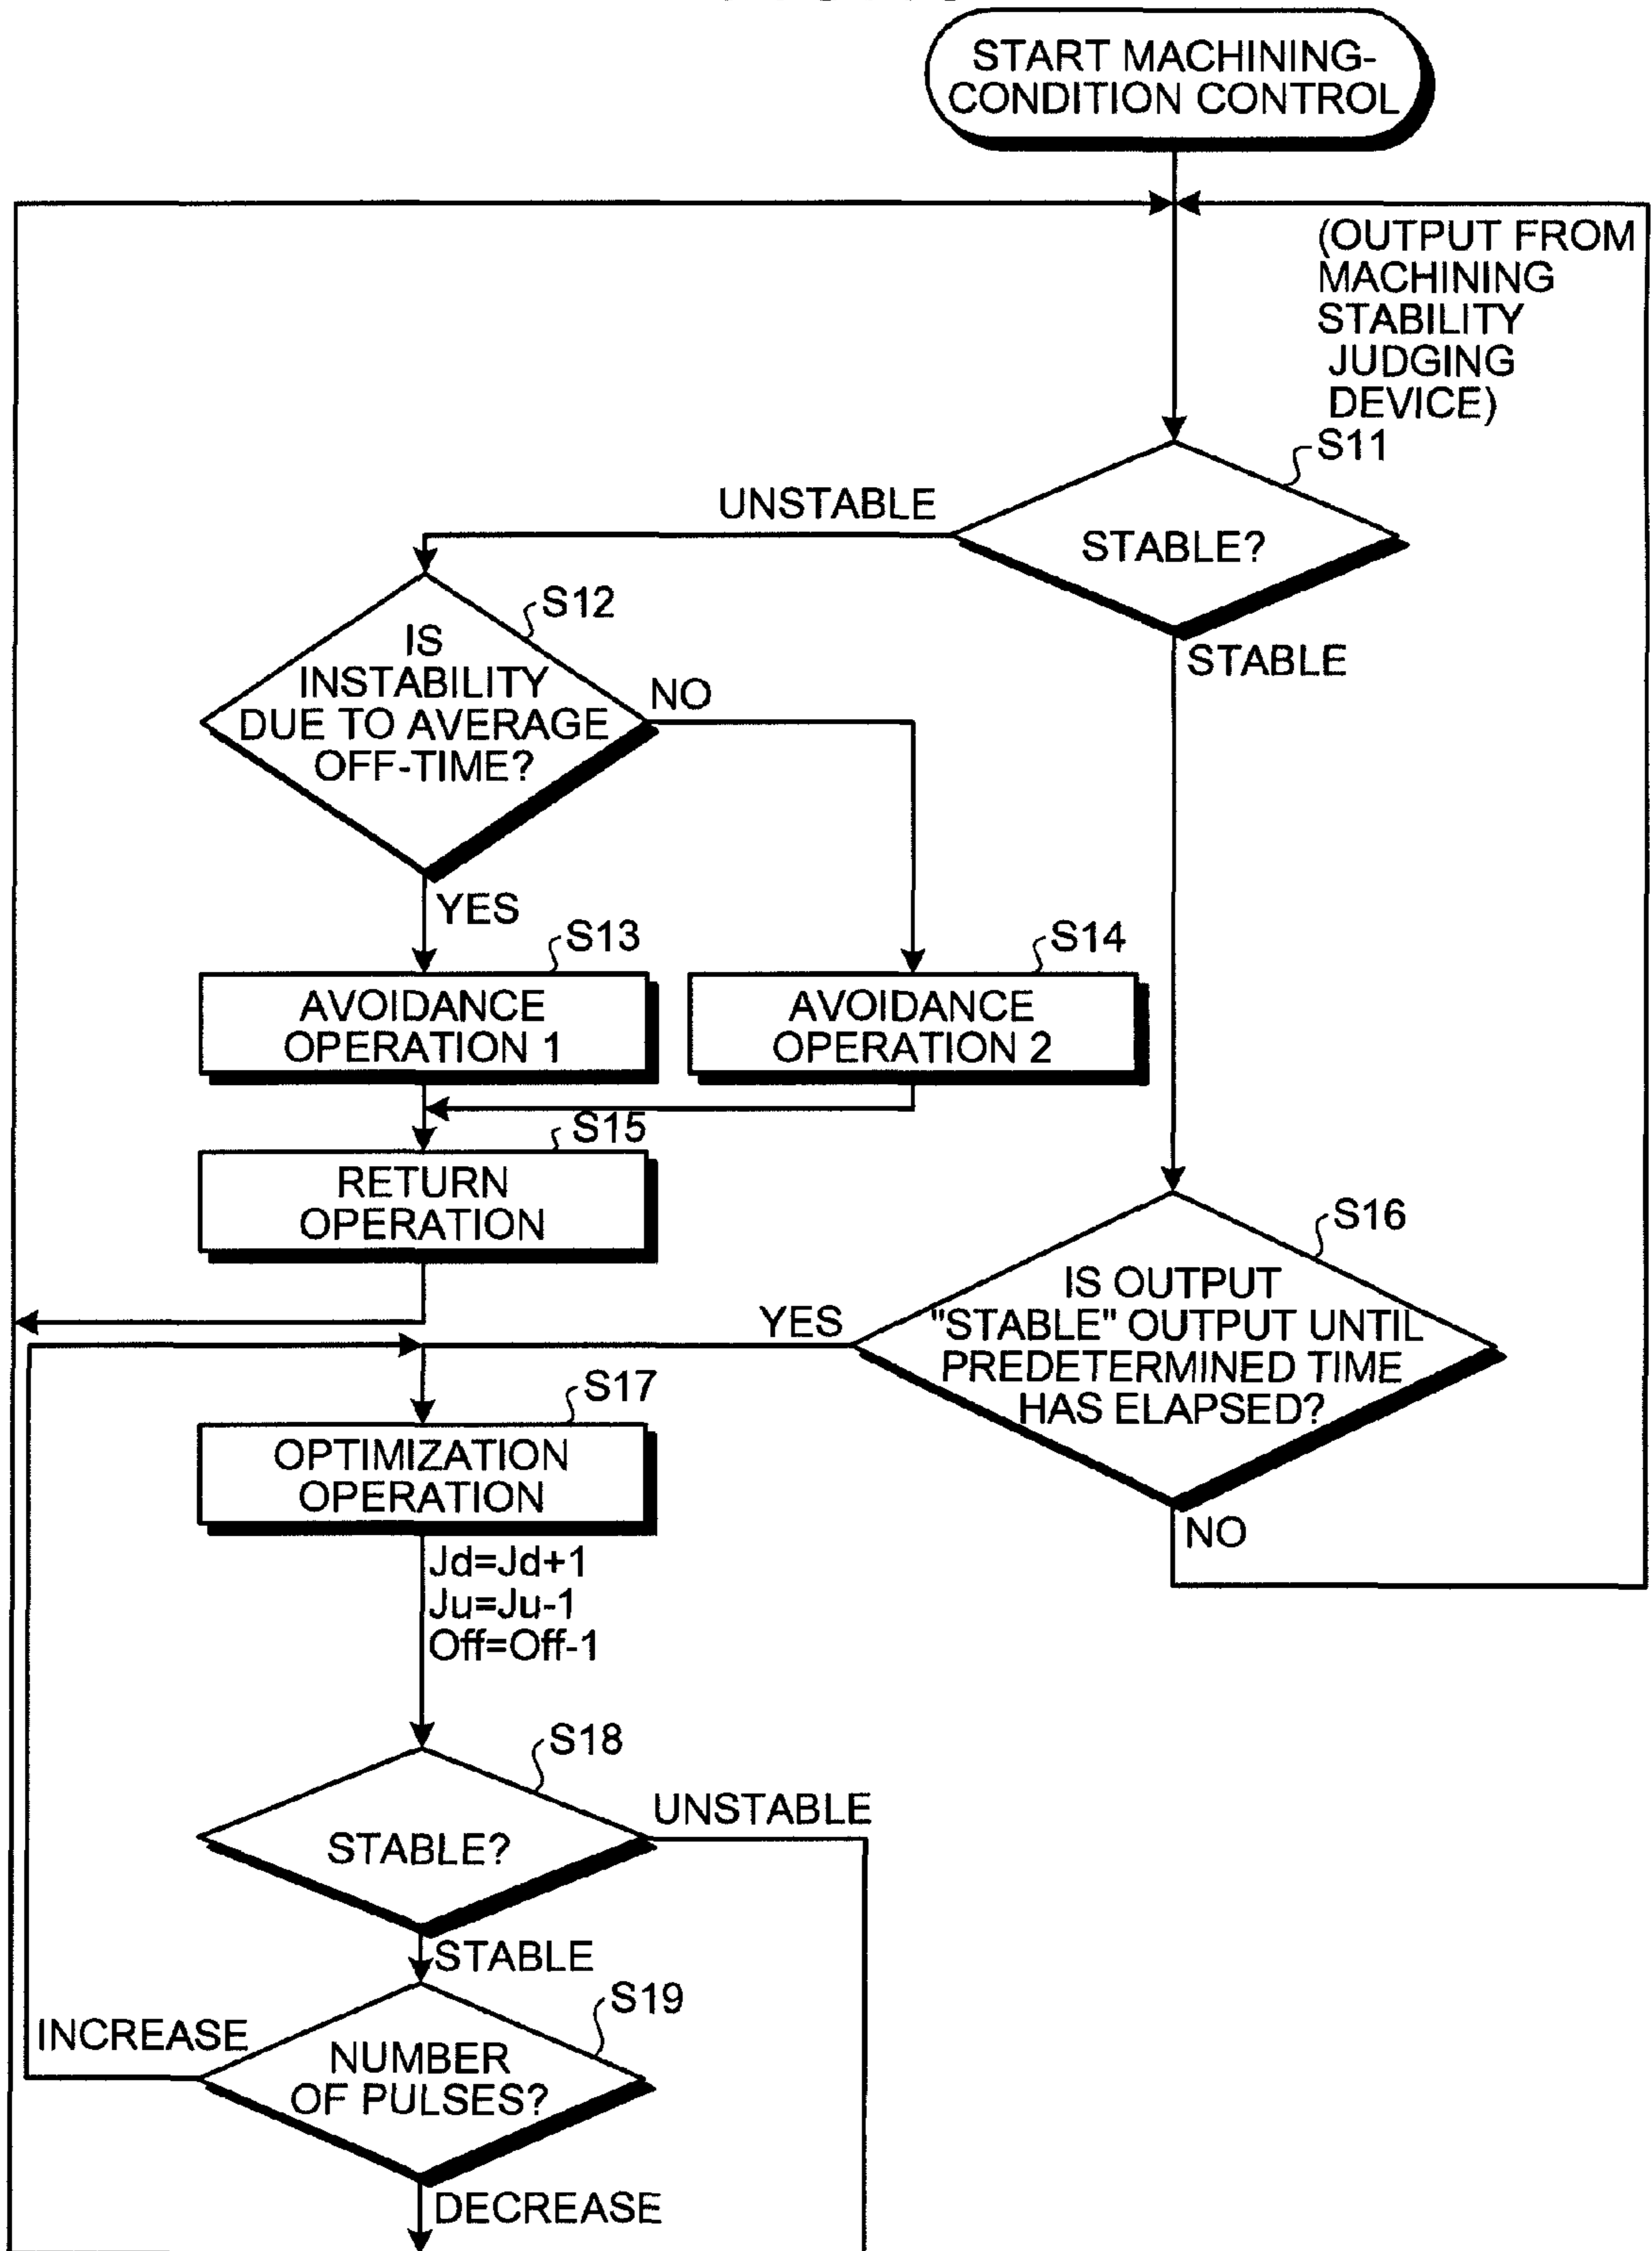 START MACHINING-
CONDITION CONTROL
(OUTPUT FROM
MACHINING
STABILITY
JUDGING
DEVICE)
S11
UNSTABLE
STABLE?
STABLE
S12
IS
INSTABILITY
DUE TO AVERAGE
OFF-TIME?
NO
YES
S13
AVOIDANCE
OPERATION 1
S14
AVOIDANCE
OPERATION 2
S15
RETURN
OPERATION
S16
IS OUTPUT
"STABLE" OUTPUT UNTIL
PREDETERMINED TIME
HAS ELAPSED?
YES
NO
S17
OPTIMIZATION
OPERATION
Jd=Jd+1
Ju=Ju-1
Off=Off-1
S18
UNSTABLE
STABLE?
STABLE
S19
INCREASE
NUMBER
OF PULSES?
DECREASE